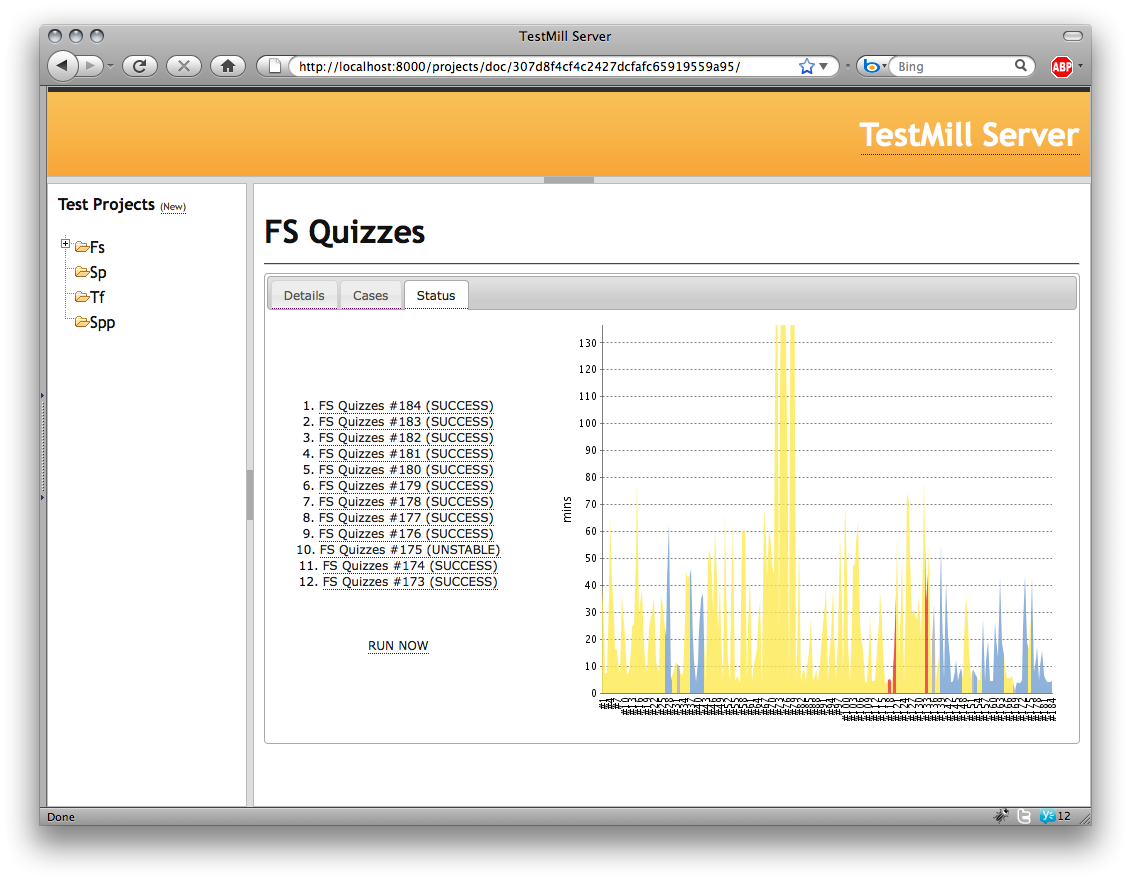 TestMill Server
http://localhost:8000/projects/doc/307d8f4cf4c2427dcfafc65919559a95/
Bing
ABP
TestMill Server
Test Projects (New)
Fs
Sp
Tf
Spp
FS Quizzes
Details Cases Status
1. FS Quizzes #184 (SUCCESS)
2. FS Quizzes #183 (SUCCESS)
3. FS Quizzes #182 (SUCCESS)
4. FS Quizzes #181 (SUCCESS)
5. FS Quizzes #180 (SUCCESS)
6. FS Quizzes #179 (SUCCESS)
7. FS Quizzes #178 (SUCCESS)
8. FS Quizzes #177 (SUCCESS)
9. FS Quizzes #176 (SUCCESS)
10. FS Quizzes #175 (UNSTABLE)
11. FS Quizzes #174 (SUCCESS)
12. FS Quizzes #173 (SUCCESS)
RUN NOW
mins
130
120
110
100
90
80
70
60
50
40
30
20
10
0
#184
Done
12